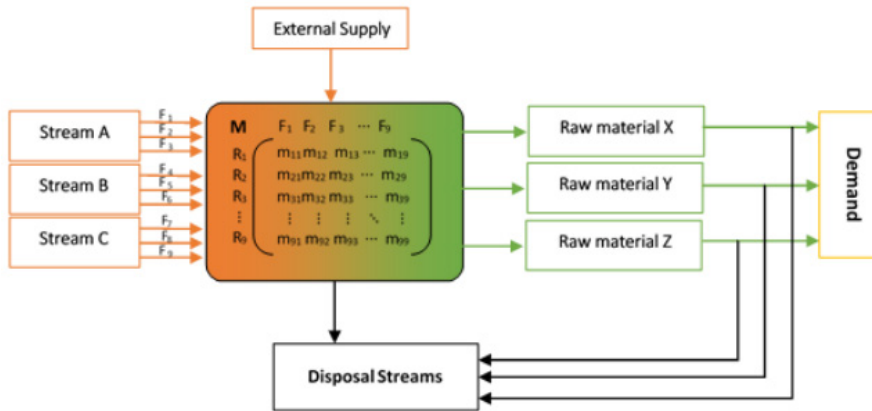 External Supply
Stream A
Stream B
Stream C
F₁
F₂
F₃
F₄
F₅
F₆
F₇
F₈
F₉
M F₁ F₂ F₃ ⋯ F₉
R₁ m₁₁ m₁₂ m₁₃ ⋯ m₁₉
R₂ m₂₁ m₂₂ m₂₃ ⋯ m₂₉
R₃ m₃₁ m₃₂ m₃₃ ⋯ m₃₉
⋮ ⋮ ⋮ ⋮ ⋱ ⋮
R₉ m₉₁ m₉₂ m₉₃ ⋯ m₉₉
Raw material X
Raw material Y
Raw material Z
Demand
Disposal Streams